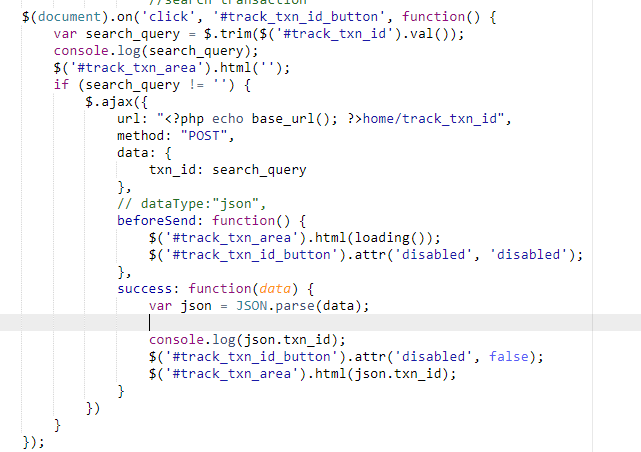 //search transaction
$(document).on('click', '#track_txn_id_button', function() {
    var search_query = $.trim($('#track_txn_id').val());
    console.log(search_query);
    $('#track_txn_area').html('');
    if (search_query != '') {
        $.ajax({
            url: "<?php echo base_url(); ?>home/track_txn_id",
            method: "POST",
            data: {
                txn_id: search_query
            },
            // dataType:"json",
            beforeSend: function() {
                $('#track_txn_area').html(loading());
                $('#track_txn_id_button').attr('disabled', 'disabled');
            },
            success: function(data) {
                var json = JSON.parse(data);
                console.log(json.txn_id);
                $('#track_txn_id_button').attr('disabled', false);
                $('#track_txn_area').html(json.txn_id);
            }
        })
    }
});